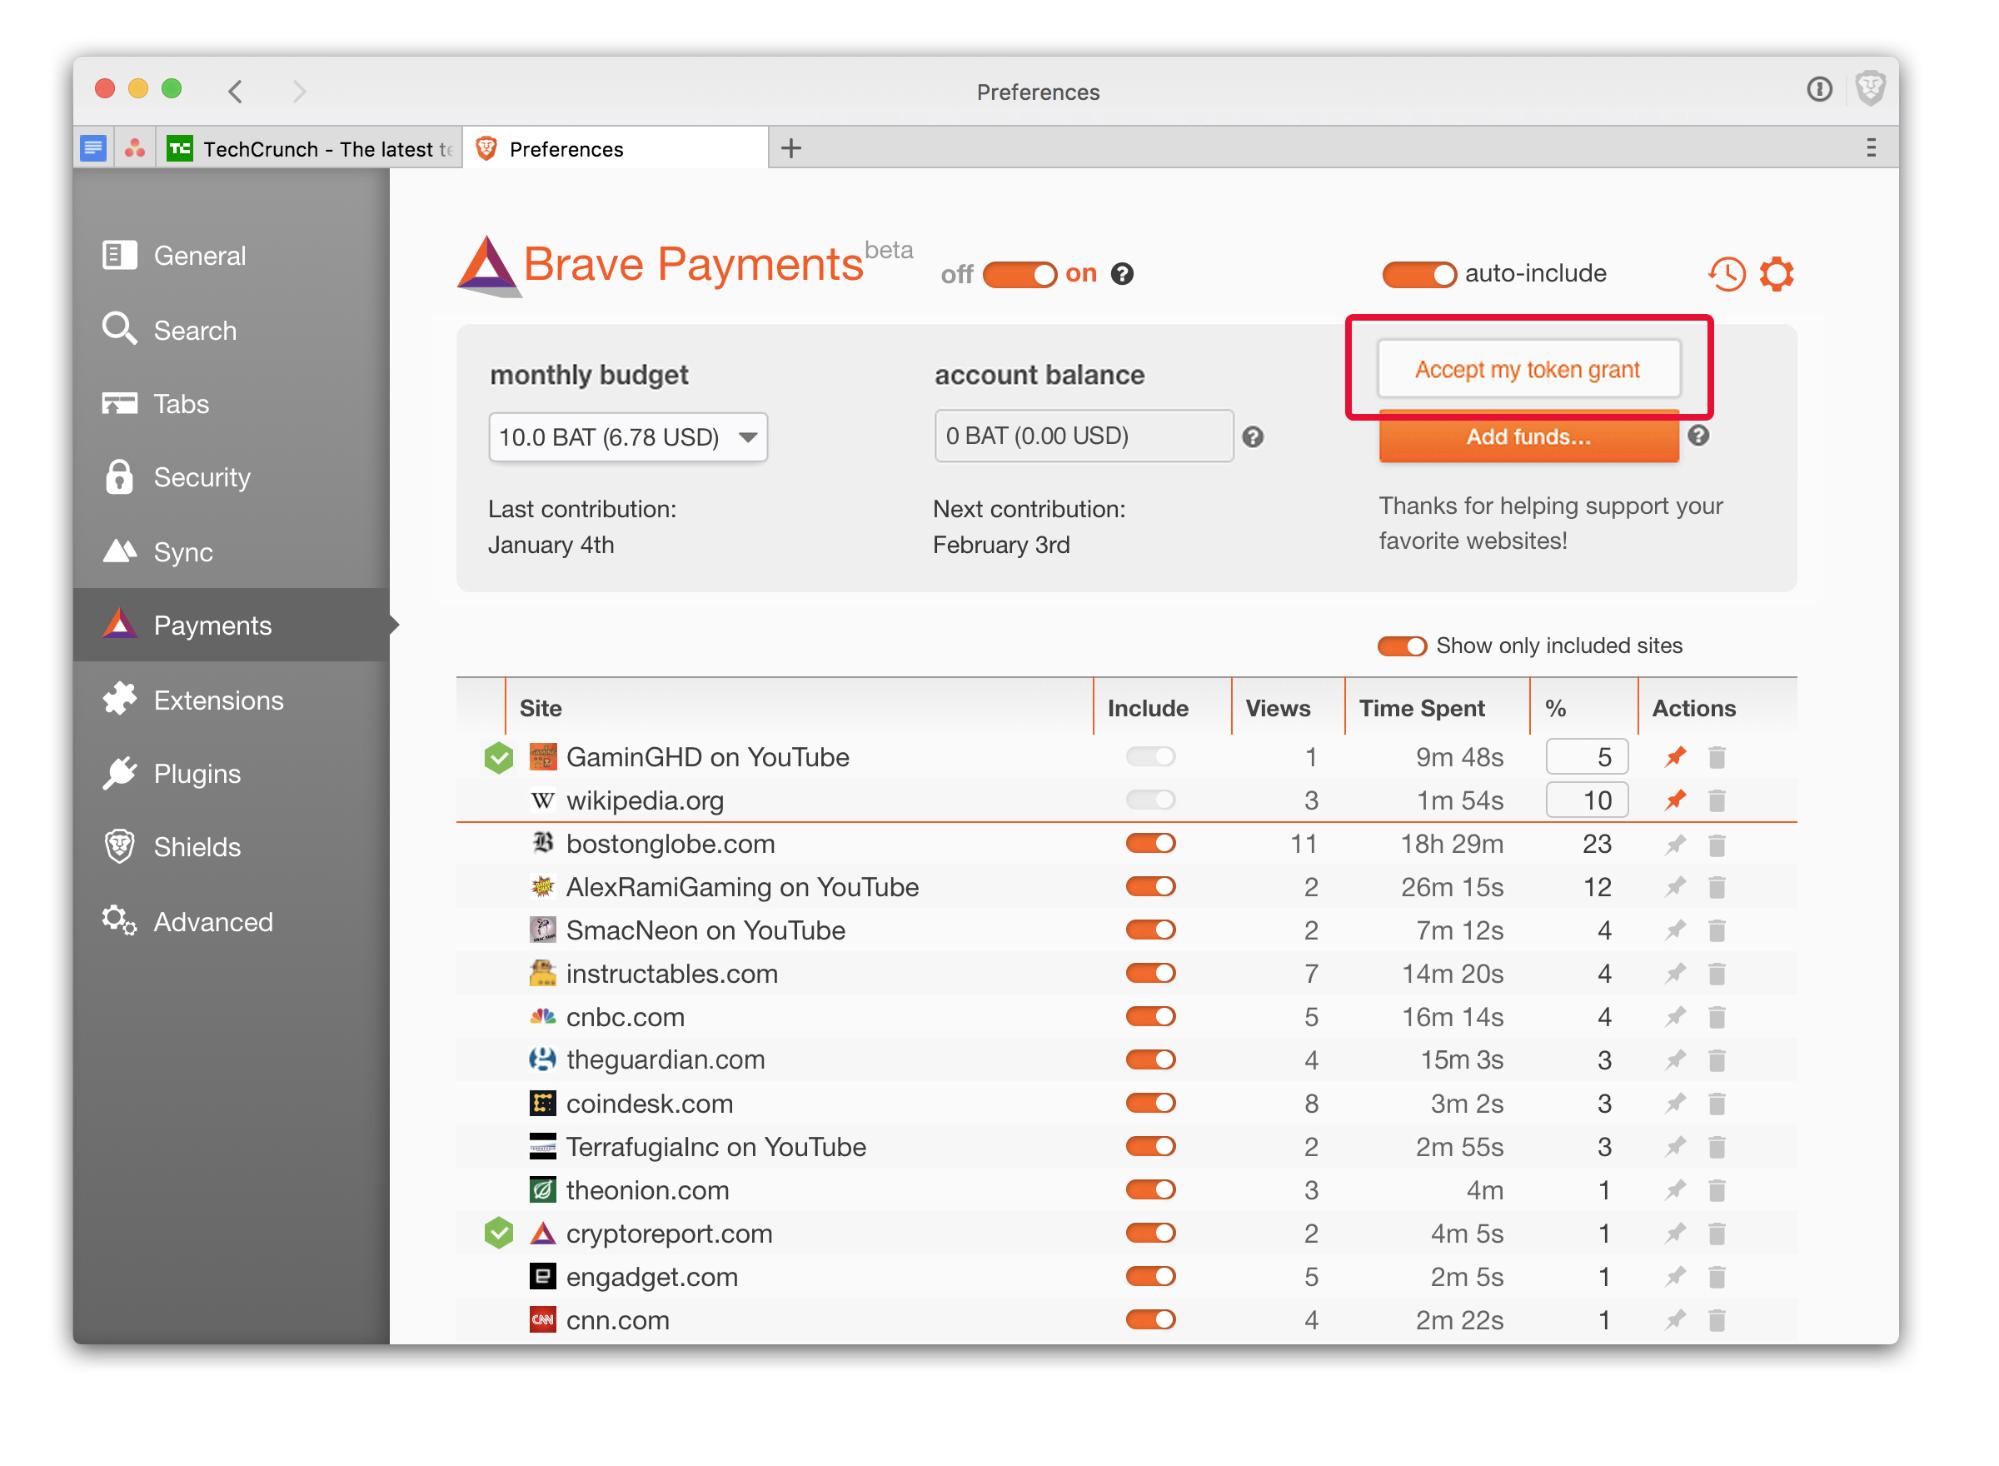 Preferences
TechCrunch - The latest te
Preferences
General
Search
Tabs
Security
Sync
Payments
Extensions
Plugins
Shields
Advanced
Brave Payments beta
off on ?
auto-include
monthly budget
10.0 BAT (6.78 USD)
Last contribution:
January 4th
account balance
0 BAT (0.00 USD) ?
Next contribution:
February 3rd
Accept my token grant
Add funds... ?
Thanks for helping support your
favorite websites!
Show only included sites
Site Include Views Time Spent % Actions
GaminGHD on YouTube 1 9m 48s 5
W wikipedia.org 3 1m 54s 10
bostonglobe.com 11 18h 29m 23
AlexRamiGaming on YouTube 2 26m 15s 12
SmacNeon on YouTube 2 7m 12s 4
instructables.com 7 14m 20s 4
cnbc.com 5 16m 14s 4
theguardian.com 4 15m 3s 3
coindesk.com 8 3m 2s 3
TerrafugiaInc on YouTube 2 2m 55s 3
theonion.com 3 4m 1
cryptoreport.com 2 4m 5s 1
engadget.com 5 2m 5s 1
CNN cnn.com 4 2m 22s 1